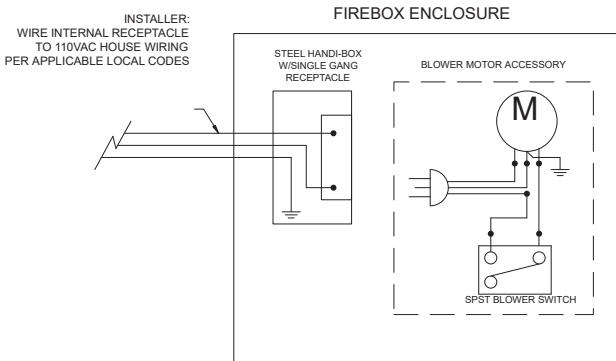 INSTALLER:
WIRE INTERNAL RECEPTACLE
TO 110VAC HOUSE WIRING
PER APPLICABLE LOCAL CODES
FIREBOX ENCLOSURE
STEEL HANDI-BOX
W/SINGLE GANG
RECEPTACLE
BLOWER MOTOR ACCESSORY
M
SPST BLOWER SWITCH